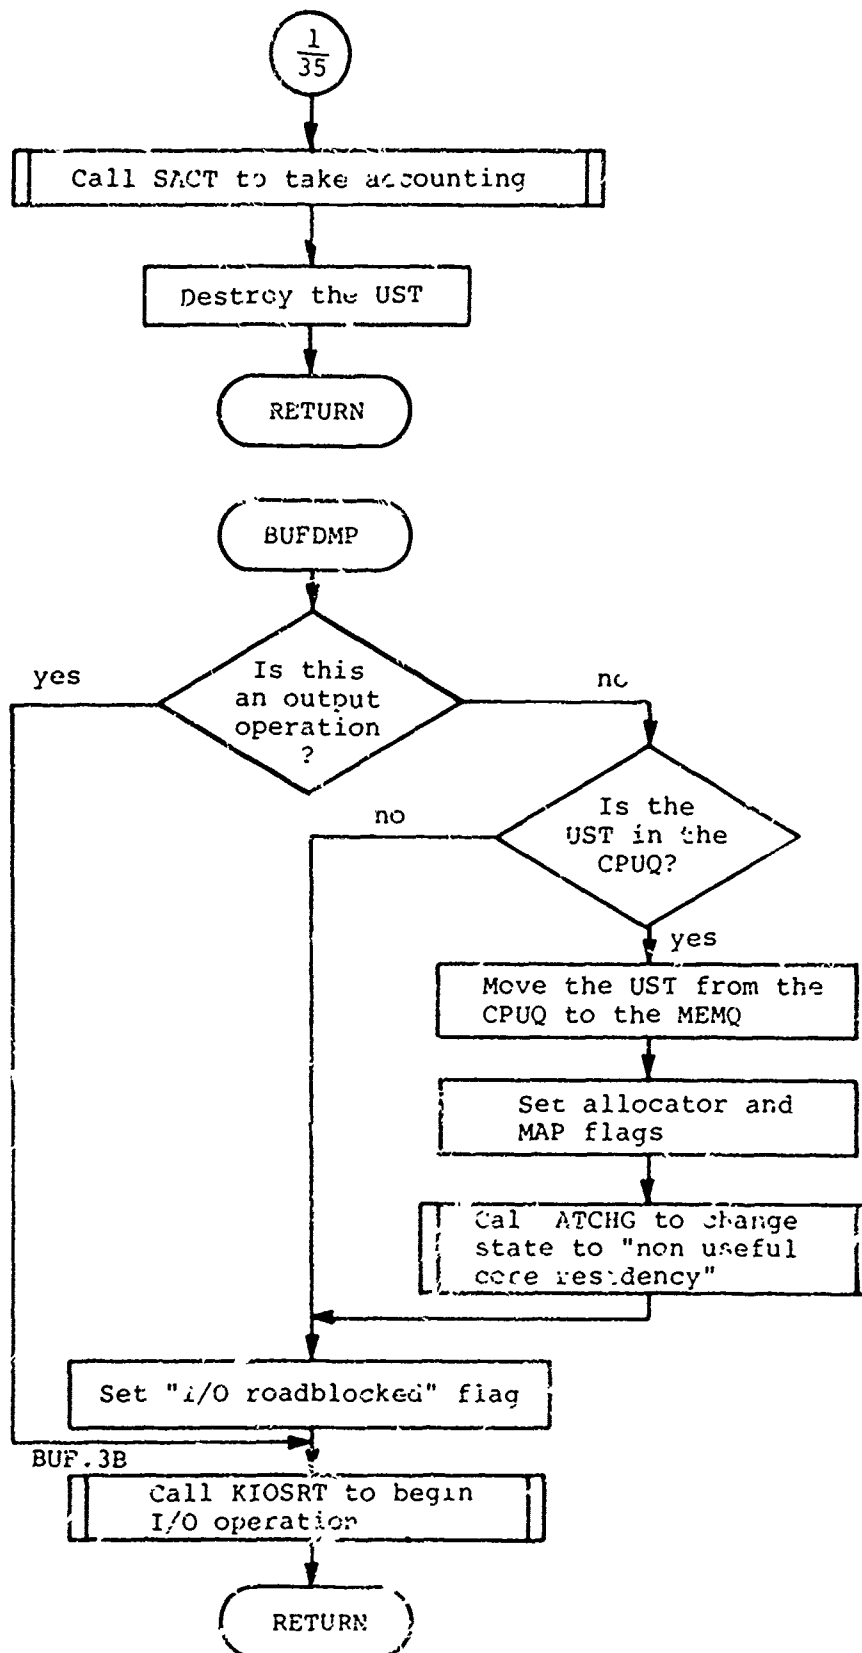 1
35
Call SACT to take accounting
Destroy the UST
RETURN
BUFDMP
yes
Is this
an output
operation
?
no
no
Is the
UST in the
CPUQ?
yes
Move the UST from the
CPUQ to the MEMQ
Set allocator and
MAP flags
Cal ATCHG to change
state to "non useful
core residency"
Set "i/O roadblocked" flag
BUF.3B
Call KIOSRT to begin
I/O operation
RETURN